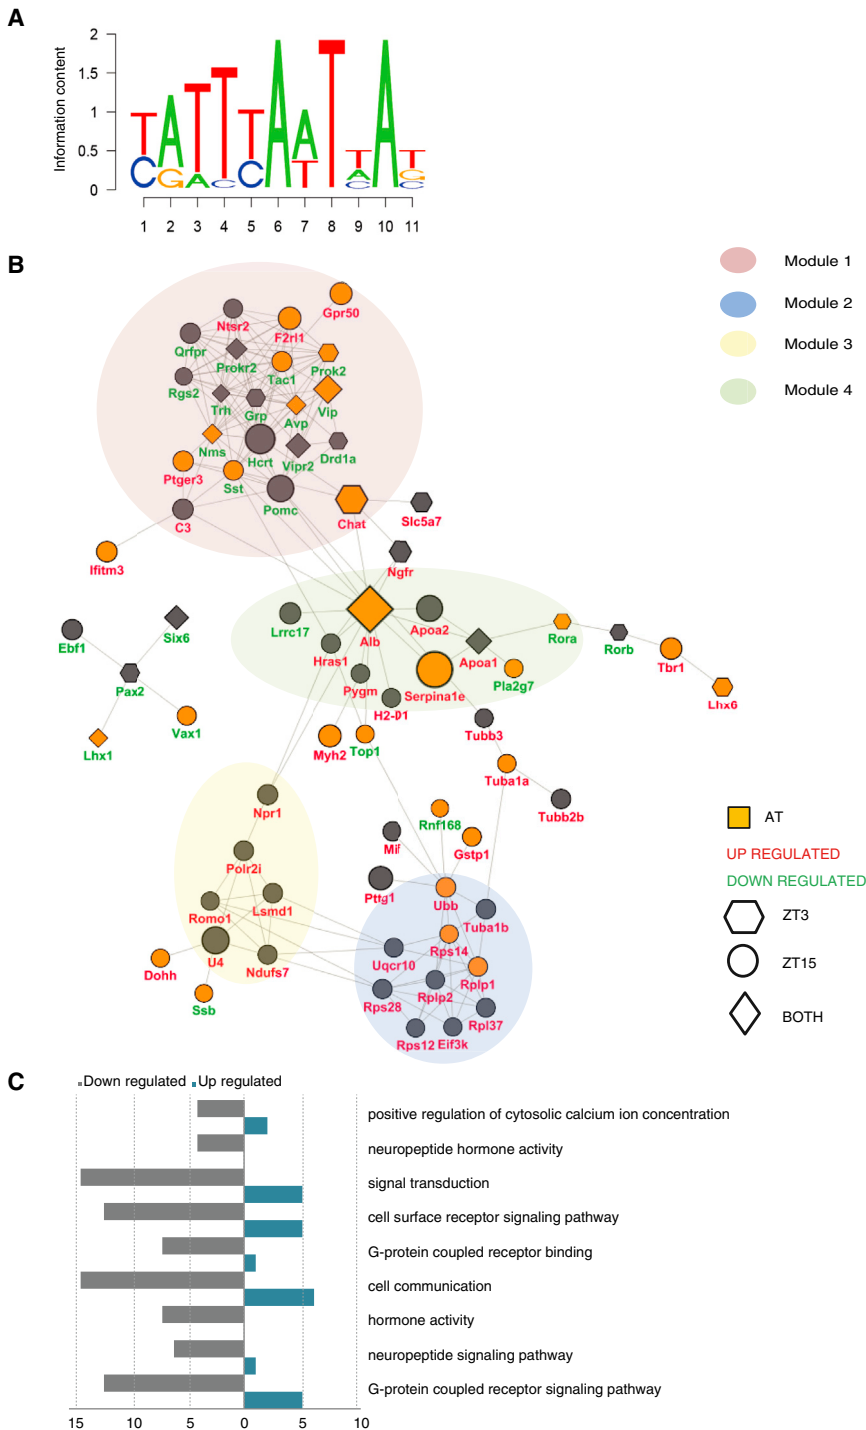 A
Information content
2
1.5
1
0.5
0
1 2 3 4 5 6 7 8 9 10 11
B
Module 1
Module 2
Module 3
Module 4
Gpr50
Ntsr2
F2rl1
Qrfpr
Prokr2
Prok2
Tac1
Rgs2
Trh
Grp
Avp
Vip
Nms
Hcrt
Vipr2
Drd1a
Ptger3
Sst
Pomc
C3
Chat
Slc5a7
Ifitm3
Ngfr
Ebf1
Six6
Pax2
Lhx1
Vax1
Lrrc17
Alb
Apoa2
Hras1
Apoa1
Rora
Rorb
Tbr1
Lhx6
Pygm
Serpina1e
Pla2g7
H2-D1
Myh2
Top1
Tubb3
Tuba1a
Tubb2b
Npr1
Polr2i
Romo1
Lsmd1
U4
Ndufs7
Dohh
Ssb
Rnf168
Mif
Gstp1
Pttg1
Ubb
Tuba1b
Rps14
Uqcr10
Rplp1
Rplp2
Rps28
Rpl37
Rps12
Eif3k
AT
UP REGULATED
DOWN REGULATED
ZT3
ZT15
BOTH
C
Down regulated Up regulated
positive regulation of cytosolic calcium ion concentration
neuropeptide hormone activity
signal transduction
cell surface receptor signaling pathway
G-protein coupled receptor binding
cell communication
hormone activity
neuropeptide signaling pathway
G-protein coupled receptor signaling pathway
15 10 5 0 5 10